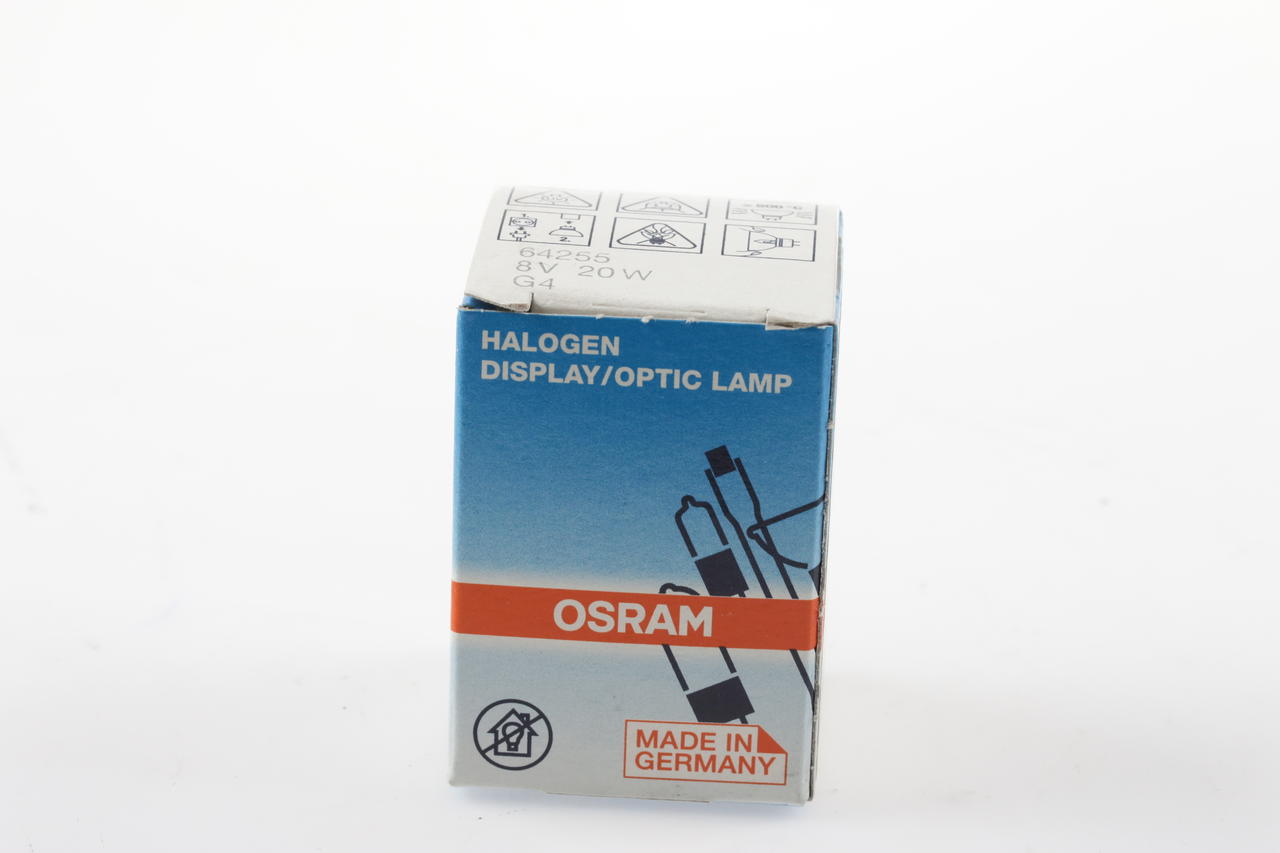 64255
8V 20W
G4
HALOGEN
DISPLAY/OPTIC LAMP
OSRAM
MADE IN
GERMANY